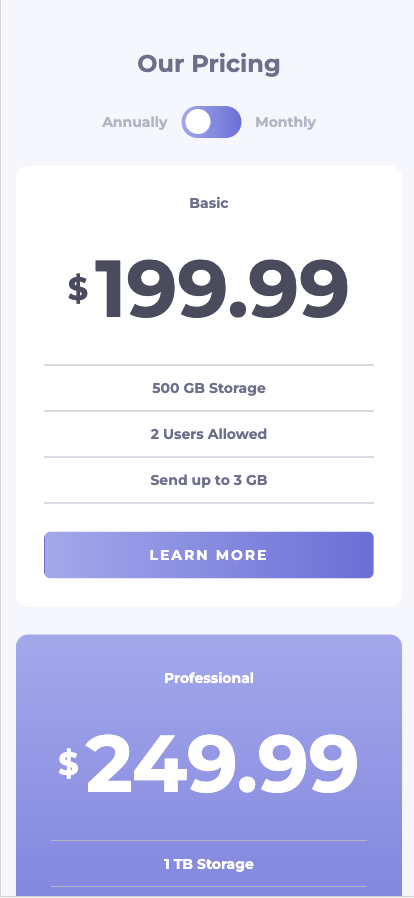 Our Pricing
Annually Monthly
Basic
$199.99
500 GB Storage
2 Users Allowed
Send up to 3 GB
LEARN MORE
Professional
$249.99
1 TB Storage